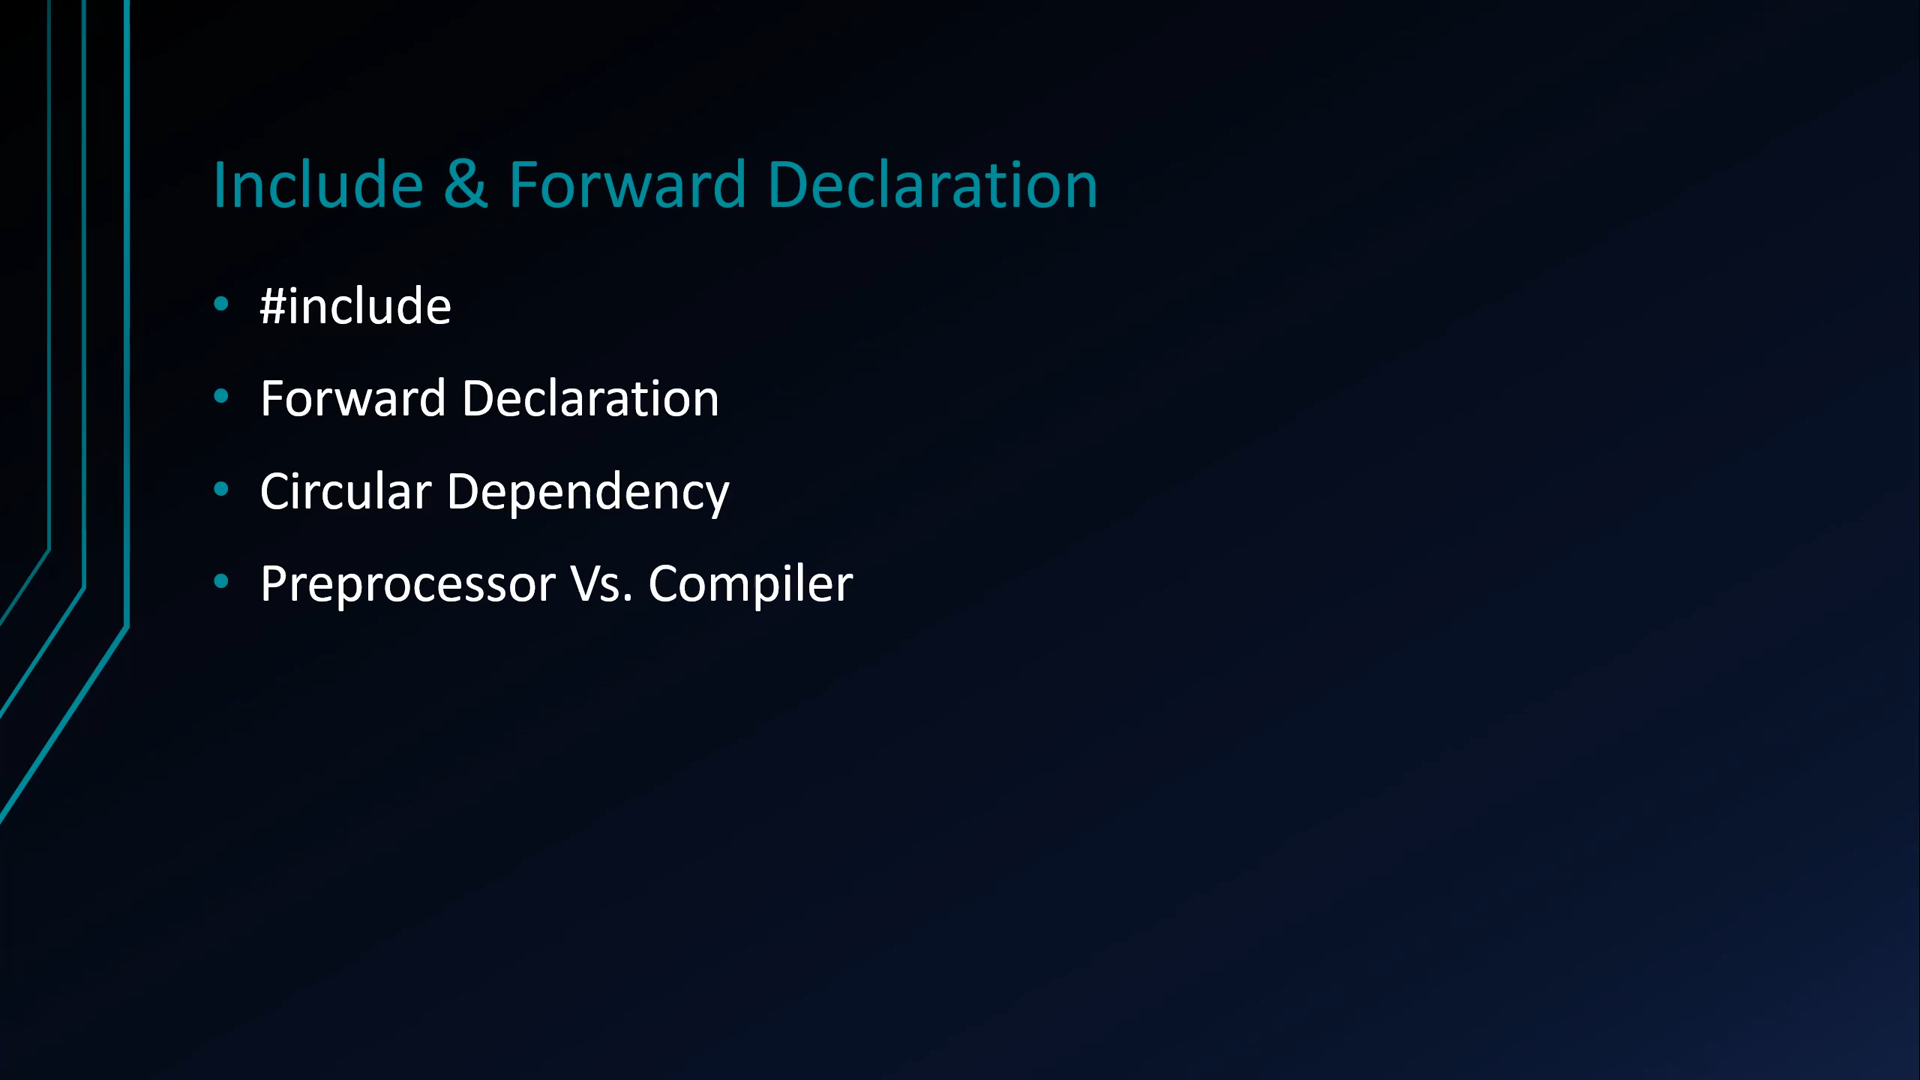 Include & Forward Declaration
• #include
• Forward Declaration
• Circular Dependency
• Preprocessor Vs. Compiler